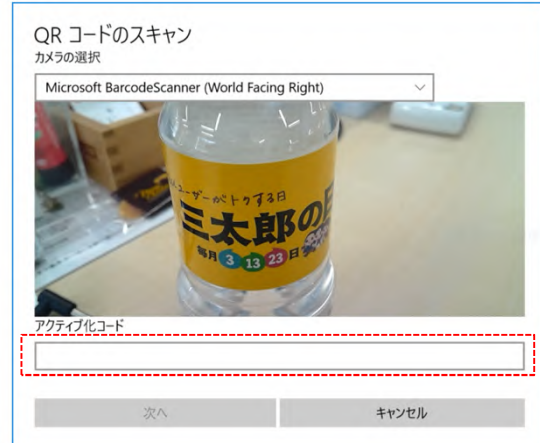 QR コードのスキャン
カメラの選択
Microsoft BarcodeScanner (World Facing Right)
ユーザーがトクする日
三太郎の日
毎月 3 13 23 日
アクティブ化コード
次へ
キャンセル